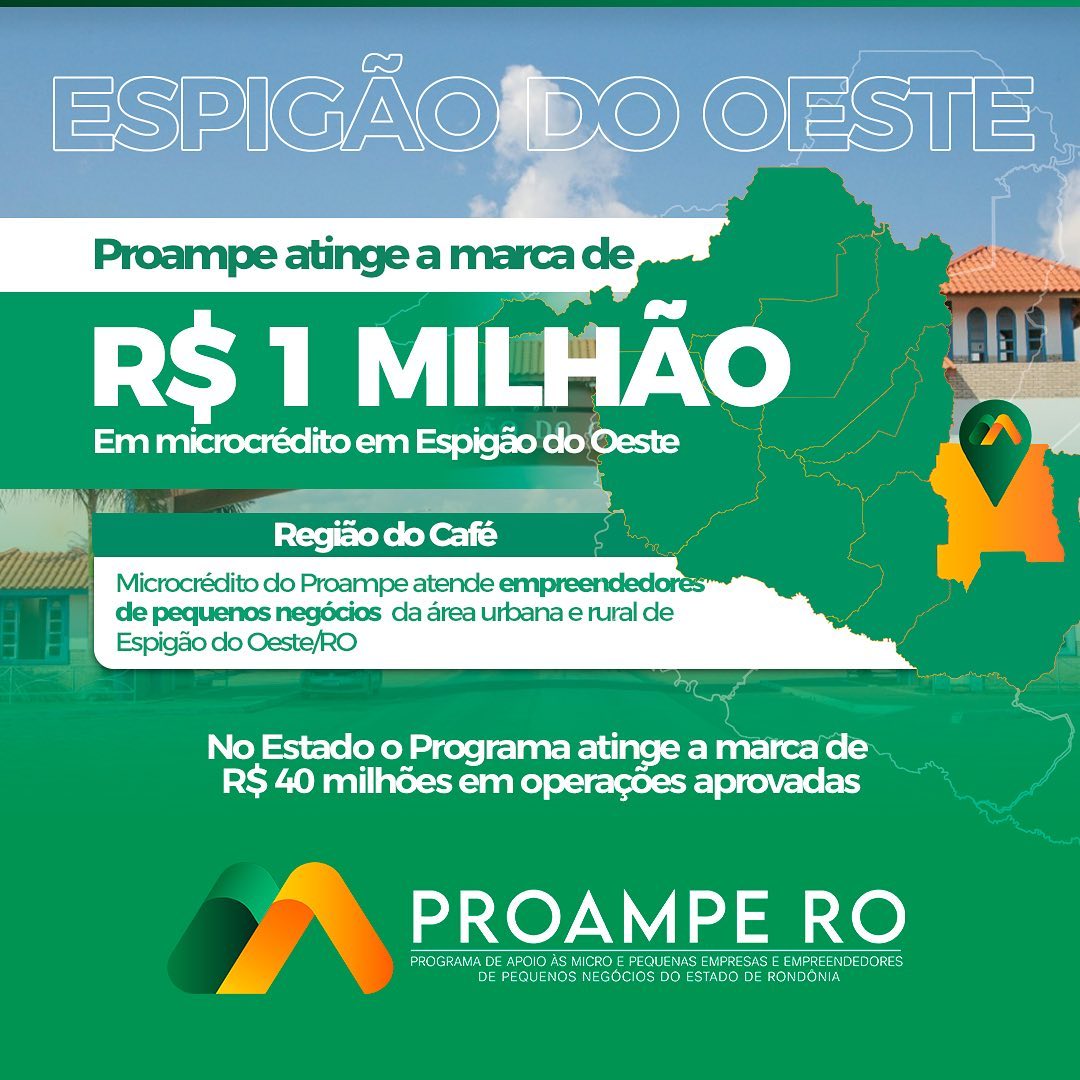 ESPIGÃO DO OESTE
Proampe atinge a marca de
R$ 1 MILHÃO
Em microcrédito em Espigão do Oeste
Região do Café
Microcrédito do Proampe atende empreendedores
de pequenos negócios da área urbana e rural de
Espigão do Oeste/RO
No Estado o Programa atinge a marca de
R$ 40 milhões em operações aprovadas
PROAMPE RO
PROGRAMA DE APOIO ÀS MICRO E PEQUENAS EMPRESAS E EMPREENDEDORES
DE PEQUENOS NEGÓCIOS DO ESTADO DE RONDÔNIA